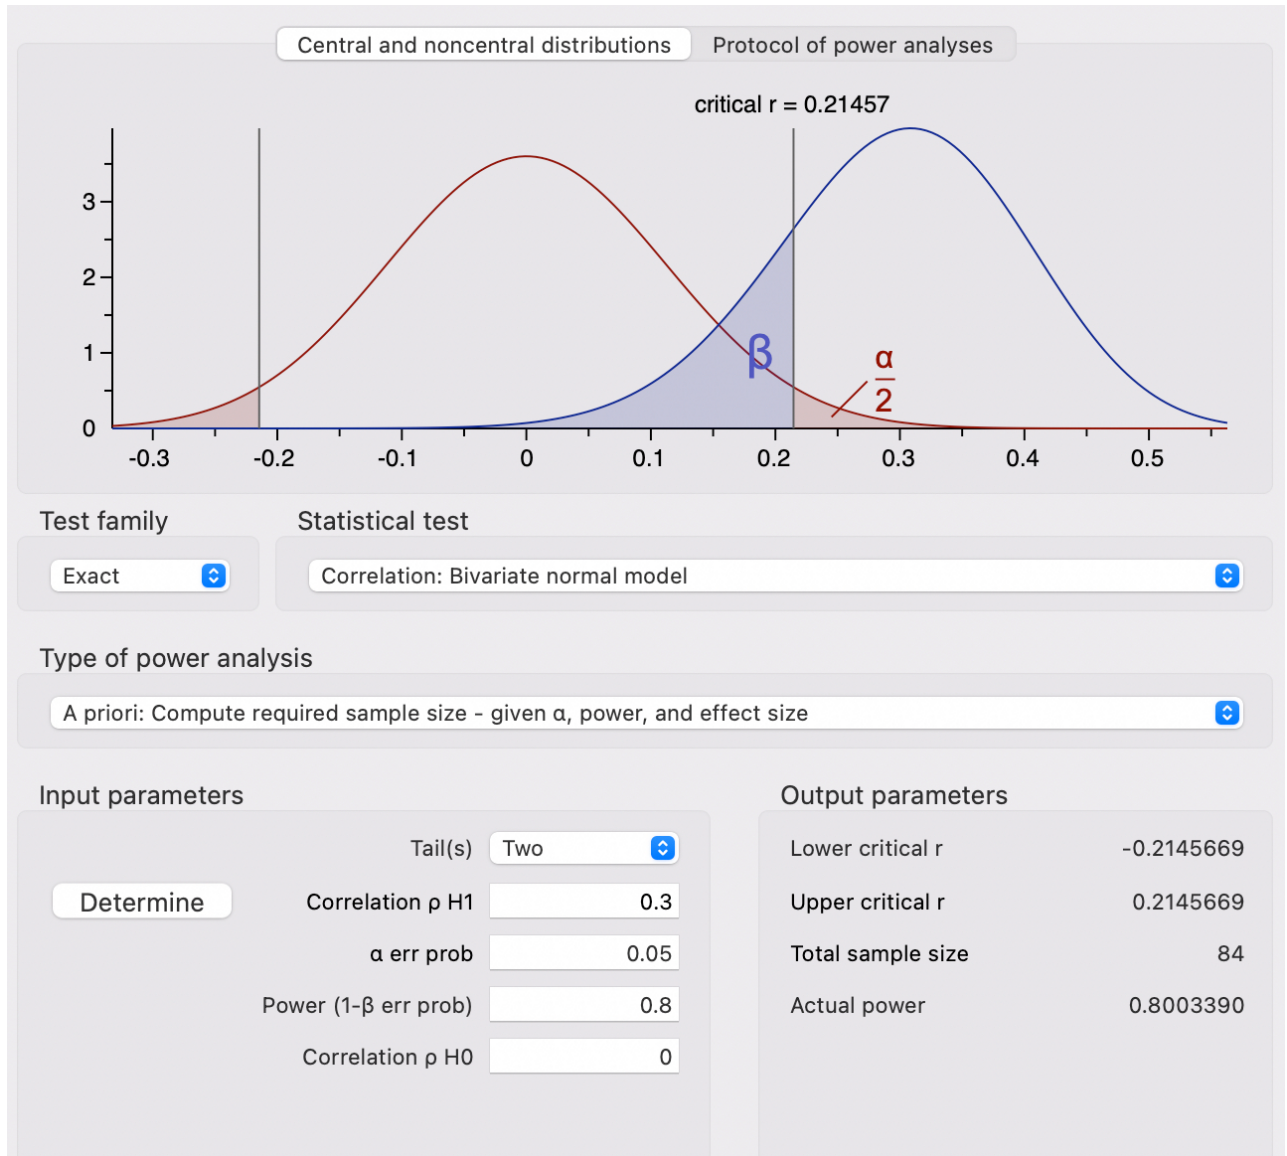 Central and noncentral distributions Protocol of power analyses
critical r = 0.21457
3
2
1
0
β
α
2
-0.3 -0.2 -0.1 0 0.1 0.2 0.3 0.4 0.5
Test family Statistical test
Exact Correlation: Bivariate normal model
Type of power analysis
A priori: Compute required sample size - given α, power, and effect size
Input parameters Output parameters
Tail(s) Two Lower critical r -0.2145669
Determine Correlation ρ H1 0.3 Upper critical r 0.2145669
α err prob 0.05 Total sample size 84
Power (1-β err prob) 0.8 Actual power 0.8003390
Correlation ρ H0 0